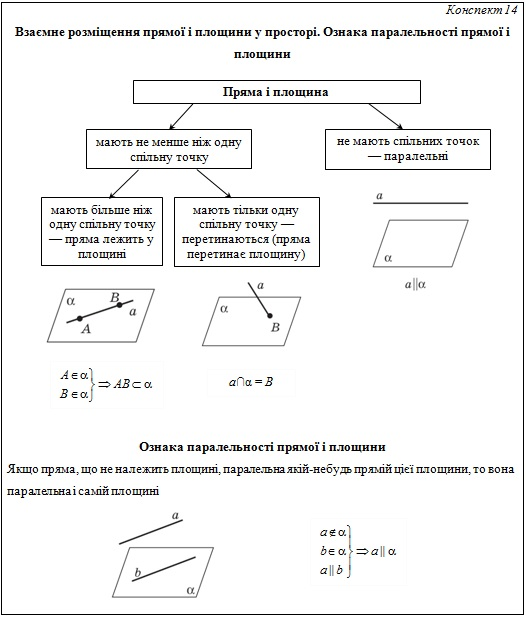 Конспект 14
Взаємне розміщення прямої і площини у просторі. Ознака паралельності прямої і
площини
Пряма і площина
мають не менше ніж одну
спільну точку
не мають спільних точок
— паралельні
мають більше ніж
одну спільну точку
— пряма лежить у
площині
мають тільки одну
спільну точку —
перетинаються (пряма
перетинає площину)
a
α
a||α
α
B
a
A
a
α
B
A ∈ α
B ∈ α } ⇒ AB ⊂ α
a∩α = B
Ознака паралельності прямої і площини
Якщо пряма, що не належить площині, паралельна якій-небудь прямій цієї площини, то вона
паралельна і самій площині
a
b
α
a ∉ α
b ∈ α } ⇒ a || α
a || b